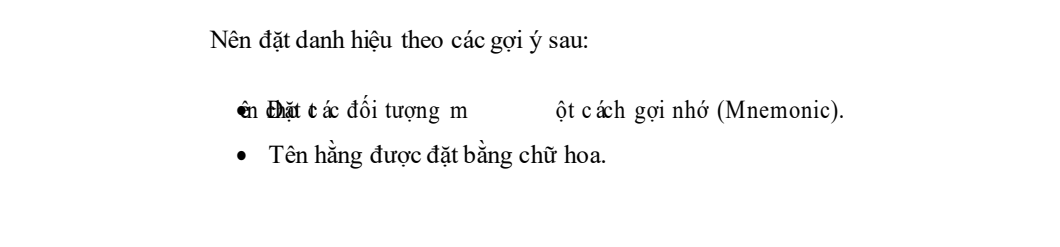 Nên đặt danh hiệu theo các gợi ý sau:
các đối tượng một cách gợi nhớ (Mnemonic).
• Tên hằng được đặt bằng chữ hoa.